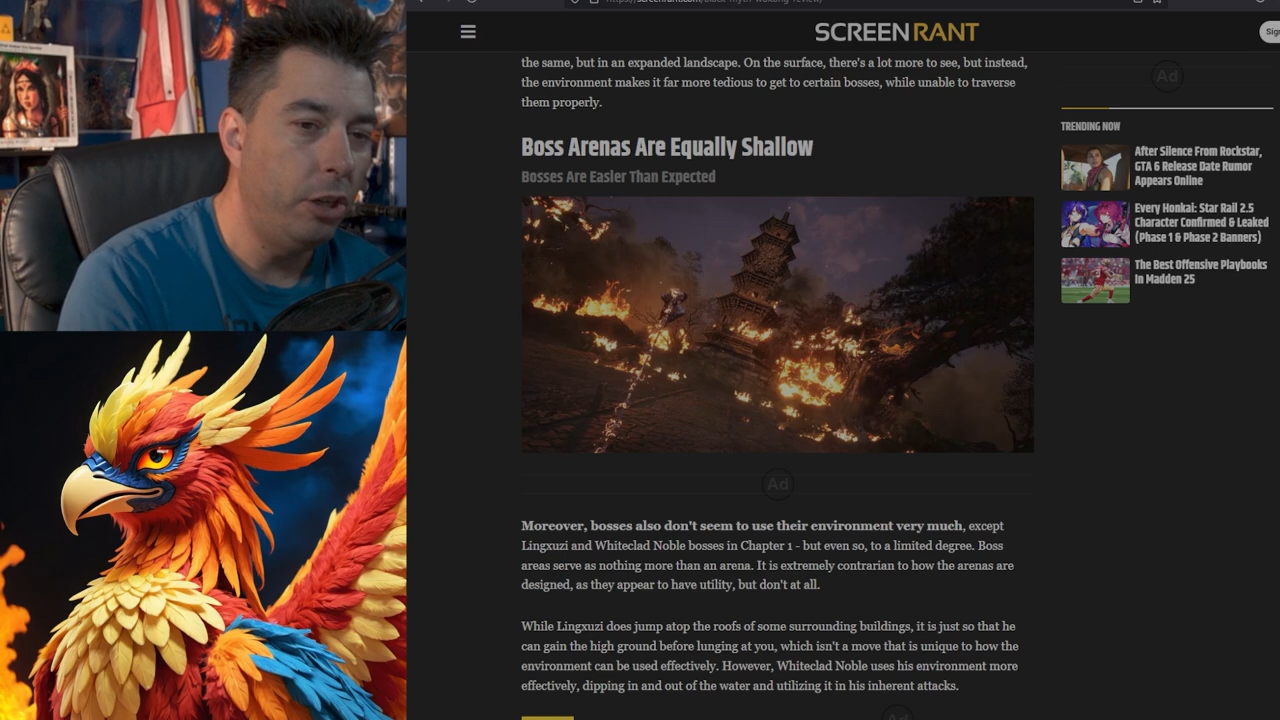 SCREENRANT
Sign
the same, but in an expanded landscape. On the surface, there's a lot more to see, but instead,
the environment makes it far more tedious to get to certain bosses, while unable to traverse
them properly.
Boss Arenas Are Equally Shallow
Bosses Are Easier Than Expected
Ad
Moreover, bosses also don't seem to use their environment very much, except
Lingxuzi and Whiteclad Noble bosses in Chapter 1 - but even so, to a limited degree. Boss
areas serve as nothing more than an arena. It is extremely contrarian to how the arenas are
designed, as they appear to have utility, but don't at all.
While Lingxuzi does jump atop the roofs of some surrounding buildings, it is just so that he
can gain the high ground before lunging at you, which isn't a move that is unique to how the
environment can be used effectively. However, Whiteclad Noble uses his environment more
effectively, dipping in and out of the water and utilizing it in his inherent attacks.
Ad
Ad
TRENDING NOW
After Silence From Rockstar,
GTA 6 Release Date Rumor
Appears Online
Every Honkai: Star Rail 2.5
Character Confirmed & Leaked
(Phase 1 & Phase 2 Banners)
The Best Offensive Playbooks
In Madden 25